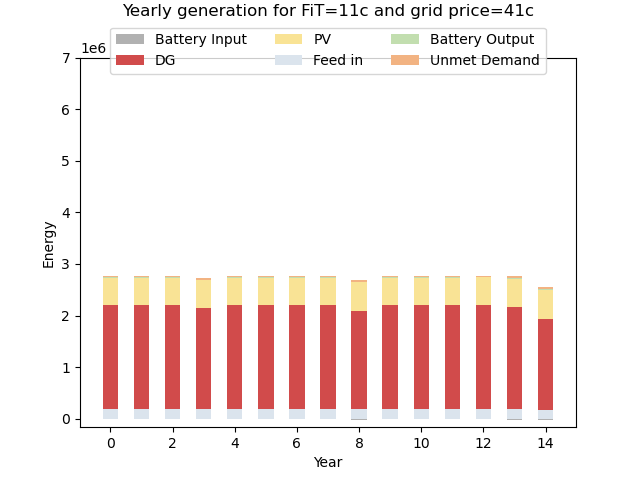 Yearly generation for FiT=11c and grid price=41c
1e6
Battery Input PV Battery Output
DG Feed in Unmet Demand
7
6
5
4
3
2
1
0
Energy
0 2 4 6 8 10 12 14
Year